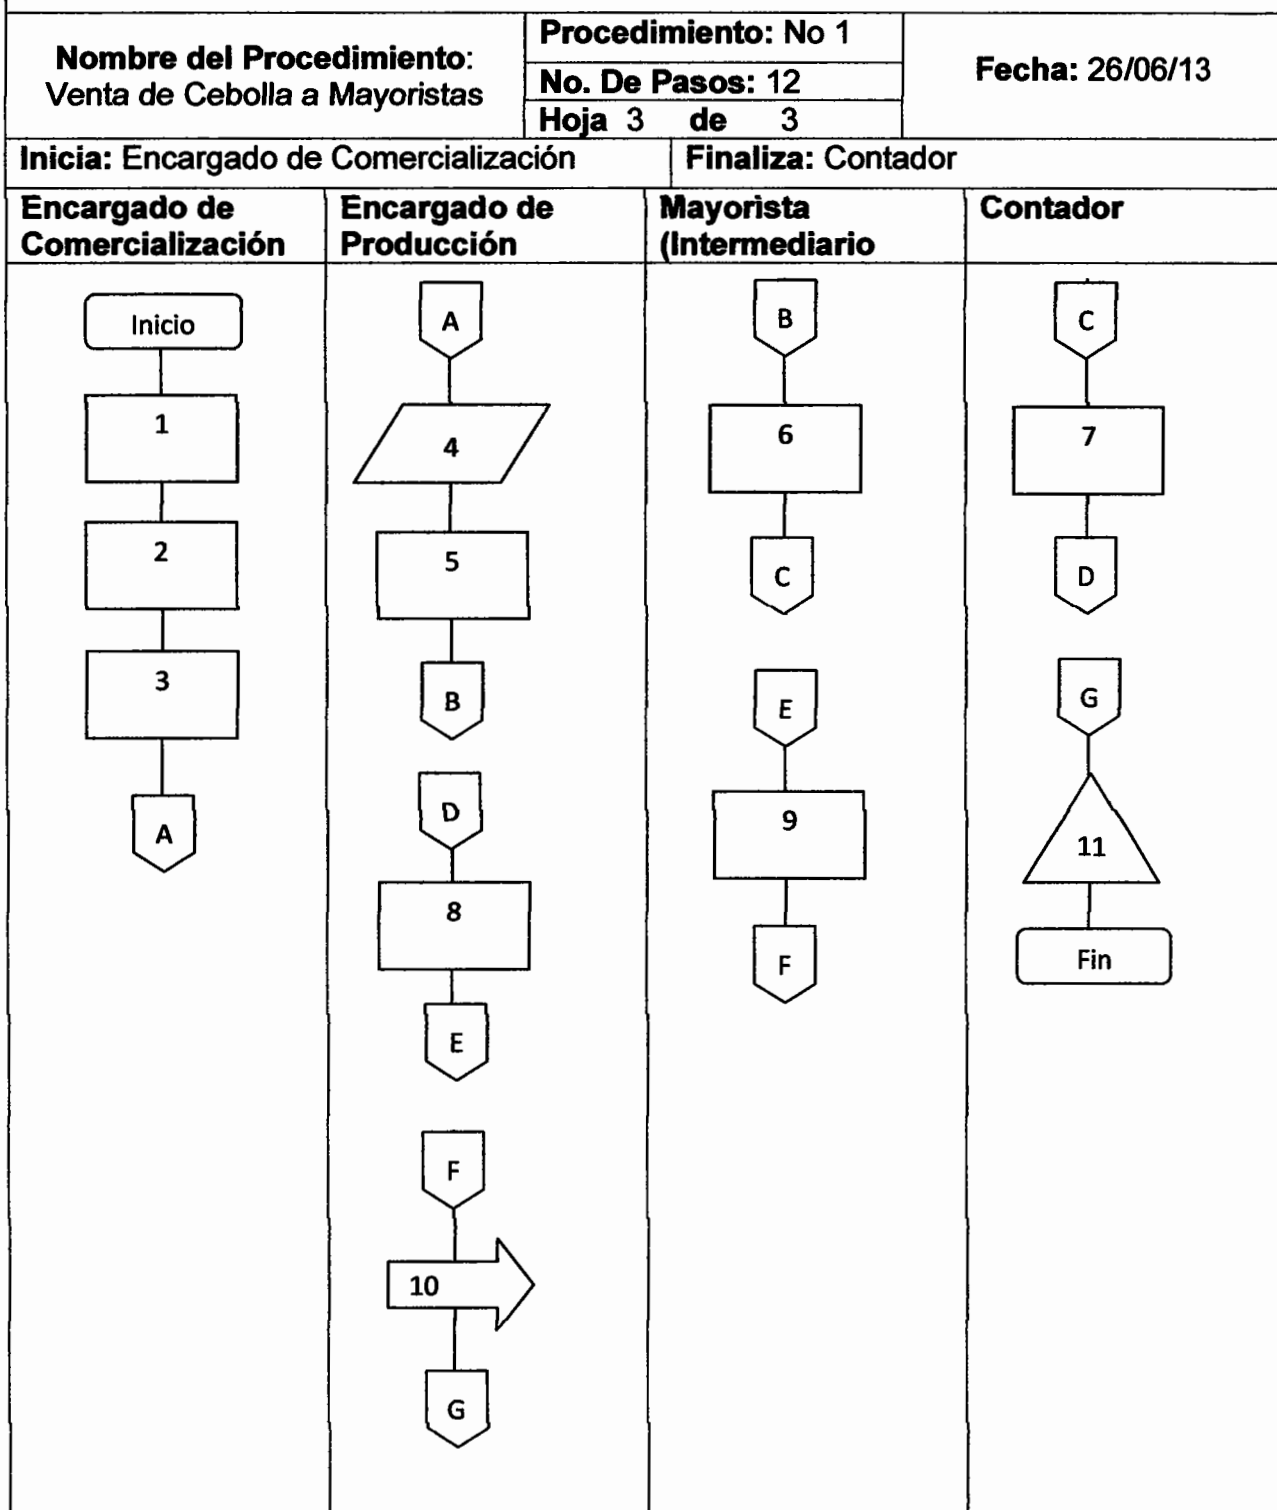 Nombre del Procedimiento:
Venta de Cebolla a Mayoristas
Procedimiento: No 1
No. De Pasos: 12
Hoja 3 de 3
Fecha: 26/06/13
Inicia: Encargado de Comercialización
Finaliza: Contador
Encargado de
Comercialización
Encargado de
Producción
Mayorista
(Intermediario
Contador
Inicio
1
2
3
A
A
4
5
B
D
8
E
F
10
G
B
6
C
E
9
F
C
7
D
G
11
Fin